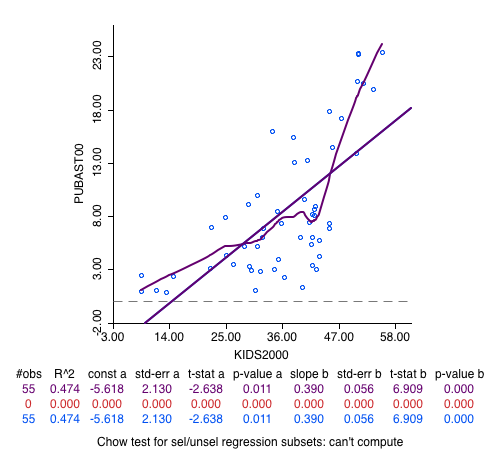 23.00
18.00
13.00
8.00
3.00
-2.00
PUBAST00
-3.00 14.00 25.00 36.00 47.00 58.00
KIDS2000
#obs R^2 const a std-err a t-stat a p-value a slope b std-err b t-stat b p-value b
55 0.474 -5.618 2.130 -2.638 0.011 0.390 0.056 6.909 0.000
0 0.000 0.000 0.000 0.000 0.000 0.000 0.000 0.000 0.000
55 0.474 -5.618 2.130 -2.638 0.011 0.390 0.056 6.909 0.000
Chow test for sel/unsel regression subsets: can't compute